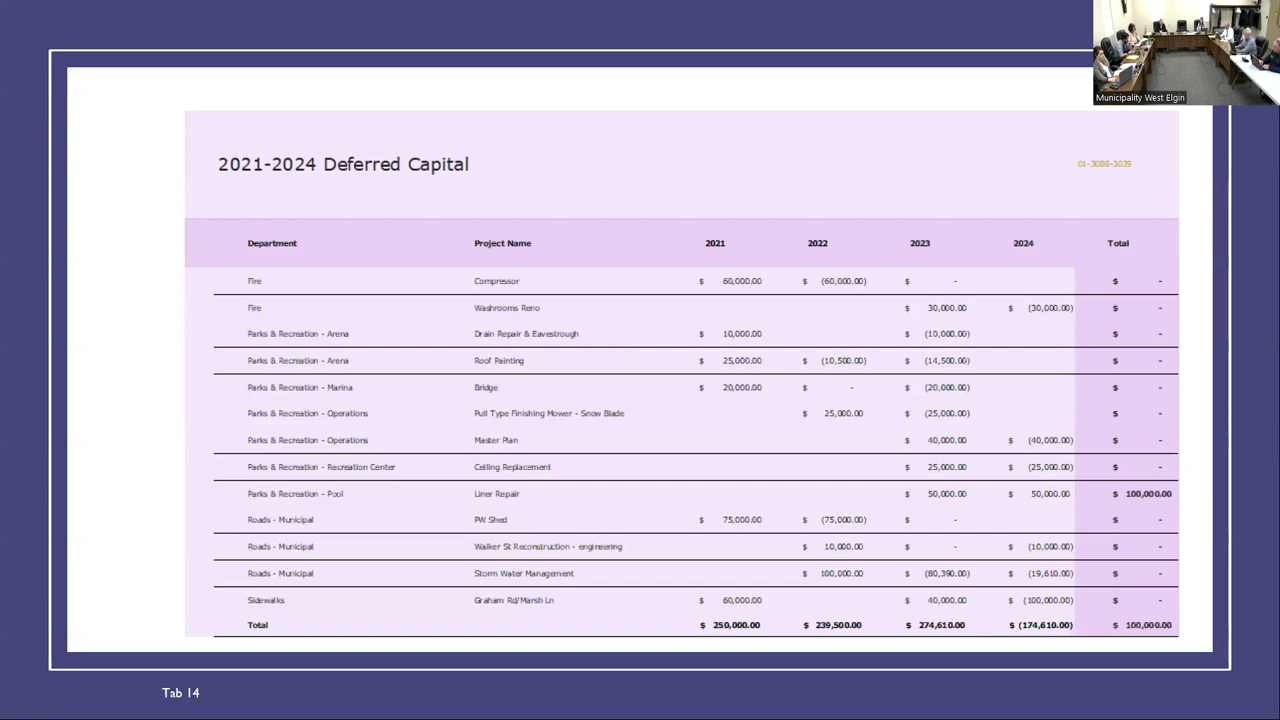 Municipality West Elgin
2021-2024 Deferred Capital 01-3088-3029
Department Project Name 2021 2022 2023 2024 Total
Fire Compressor $ 60,000.00 $ (60,000.00) $ - $ -
Fire Washrooms Reno $ 30,000.00 $ (30,000.00) $ -
Parks & Recreation - Arena Drain Repair & Eavestrough $ 10,000.00 $ (10,000.00) $ -
Parks & Recreation - Arena Roof Painting $ 25,000.00 $ (10,500.00) $ (14,500.00) $ -
Parks & Recreation - Marina Bridge $ 20,000.00 $ - $ (20,000.00) $ -
Parks & Recreation - Operations Pull Type Finishing Mower - Snow Blade $ 25,000.00 $ (25,000.00) $ -
Parks & Recreation - Operations Master Plan $ 40,000.00 $ (40,000.00) $ -
Parks & Recreation - Recreation Center Ceiling Replacement $ 25,000.00 $ (25,000.00) $ -
Parks & Recreation - Pool Liner Repair $ 50,000.00 $ 50,000.00 $ 100,000.00
Roads - Municipal PW Shed $ 75,000.00 $ (75,000.00) $ - $ -
Roads - Municipal Walker St Reconstruction - engineering $ 10,000.00 $ - $ (10,000.00) $ -
Roads - Municipal Storm Water Management $ 100,000.00 $ (80,390.00) $ (19,610.00) $ -
Sidewalks Graham Rd/Marsh Ln $ 60,000.00 $ 40,000.00 $ (100,000.00) $ -
Total $ 250,000.00 $ 239,500.00 $ 274,610.00 $ (174,610.00) $ 100,000.00
Tab 14